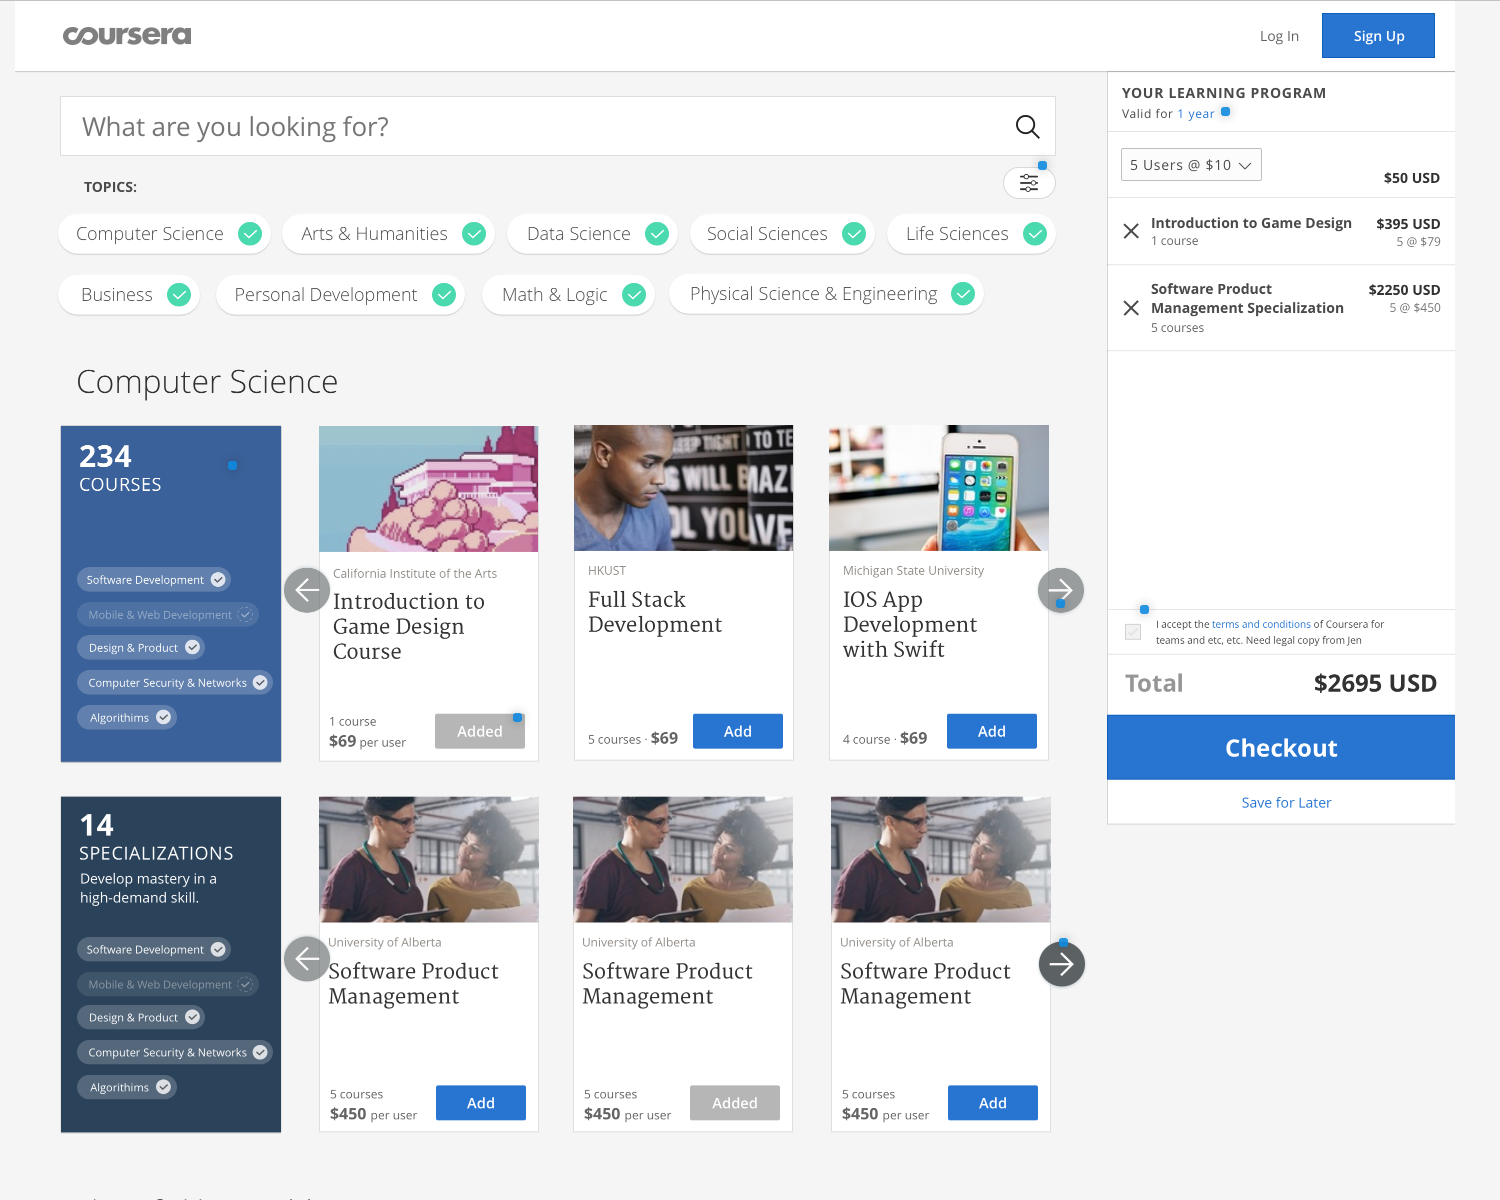 coursera
Log In
Sign Up
What are you looking for?
TOPICS:
Computer Science
Arts & Humanities
Data Science
Social Sciences
Life Sciences
Business
Personal Development
Math & Logic
Physical Science & Engineering
YOUR LEARNING PROGRAM
Valid for 1 year
5 Users @ $10
$50 USD
Introduction to Game Design
$395 USD
1 course
5 @ $79
Software Product
Management Specialization
$2250 USD
5 @ $450
5 courses
I accept the terms and conditions of Coursera for
teams and etc, etc. Need legal copy from Jen
Total
$2695 USD
Checkout
Save for Later
Computer Science
234
COURSES
Software Development
Mobile & Web Development
Design & Product
Computer Security & Networks
Algorithims
California Institute of the Arts
Introduction to
Game Design
Course
1 course
$69 per user
Added
HKUST
Full Stack
Development
5 courses · $69
Add
Michigan State University
IOS App
Development
with Swift
4 course · $69
Add
14
SPECIALIZATIONS
Develop mastery in a
high-demand skill.
Software Development
Mobile & Web Development
Design & Product
Computer Security & Networks
Algorithims
University of Alberta
Software Product
Management
5 courses
$450 per user
Add
University of Alberta
Software Product
Management
5 courses
$450 per user
Added
University of Alberta
Software Product
Management
5 courses
$450 per user
Add